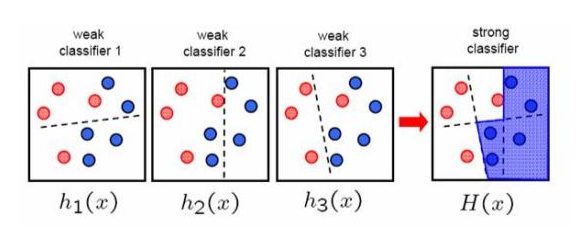 weak
classifier 1
weak
classifier 2
weak
classifier 3
strong
classifier
h₁(x)
h₂(x)
h₃(x)
H(x)